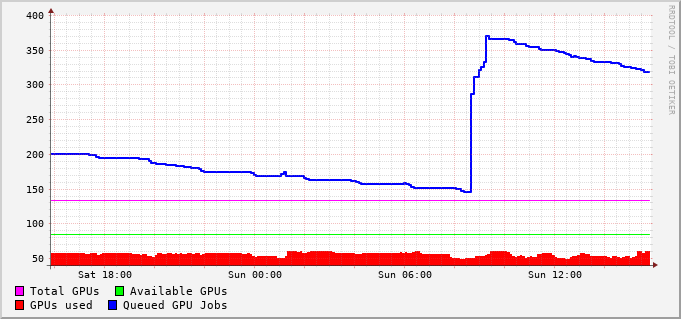 400
350
300
250
200
150
100
50
Sat 18:00 Sun 00:00 Sun 06:00 Sun 12:00
Total GPUs Available GPUs
GPUs used Queued GPU Jobs
RRDTOOL / TOBI OETIKER